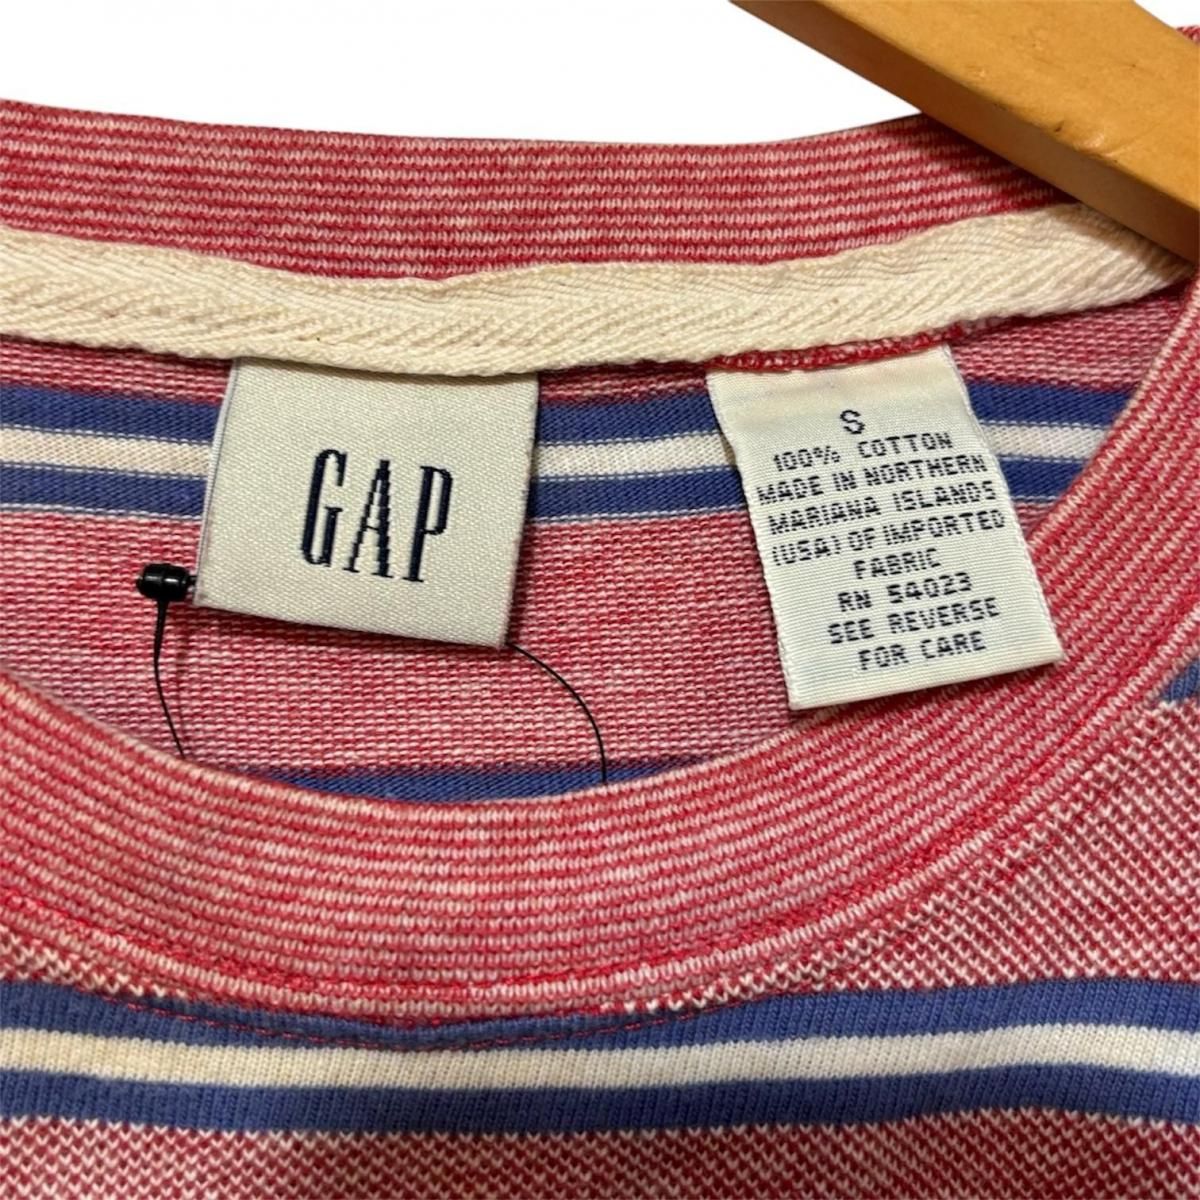 GAP
S
100% COTTON
MADE IN NORTHERN
MARIANA ISLANDS
(USA) OF IMPORTED
FABRIC
RN 54023
SEE REVERSE
FOR CARE